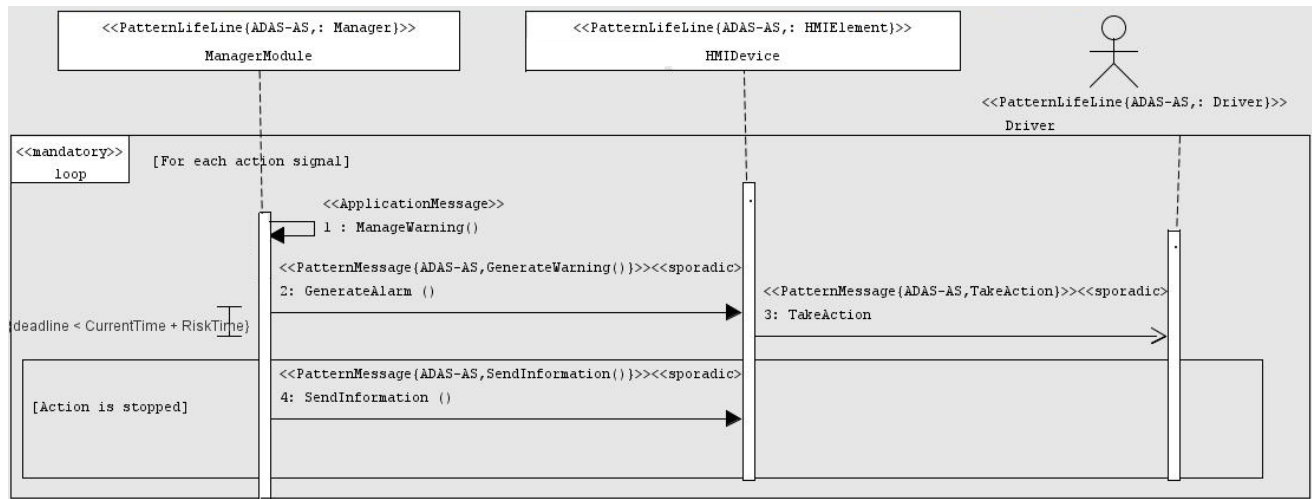 <<PatternLifeLine{ADAS-AS,: Manager}>>
ManagerModule
<<PatternLifeLine{ADAS-AS,: HMIElement}>>
HMIDevice
<<PatternLifeLine{ADAS-AS,: Driver}>>
Driver
<<mandatory>>
loop
[For each action signal]
<<ApplicationMessage>>
1 : ManageWarning()
<<PatternMessage{ADAS-AS,GenerateWarning()}>><<sporadic>
2: GenerateAlarm ()
<<PatternMessage{ADAS-AS,TakeAction}>><<sporadic>
3: TakeAction
{deadline < CurrentTime + RiskTime}
<<PatternMessage{ADAS-AS,SendInformation()}>><<sporadic>
4: SendInformation ()
[Action is stopped]